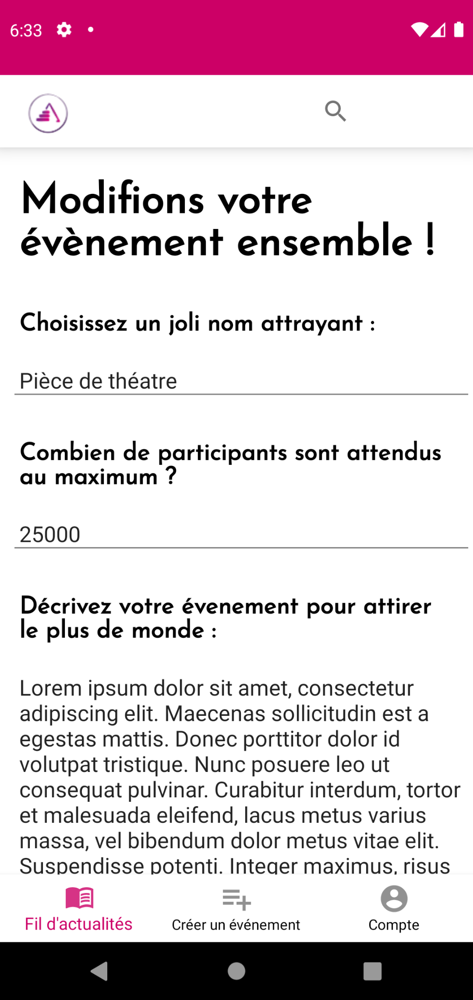 6:33
Modifions votre
évènement ensemble !
Choisissez un joli nom attrayant :
Pièce de théatre
Combien de participants sont attendus
au maximum ?
25000
Décrivez votre évenement pour attirer
le plus de monde :
Lorem ipsum dolor sit amet, consectetur
adipiscing elit. Maecenas sollicitudin est a
egestas mattis. Donec porttitor dolor id
volutpat tristique. Nunc posuere leo ut
consequat pulvinar. Curabitur interdum, tortor
et malesuada eleifend, lacus metus varius
massa, vel bibendum dolor metus vitae elit.
Suspendisse potenti. Integer maximus, risus
Fil d'actualités
Créer un événement
Compte